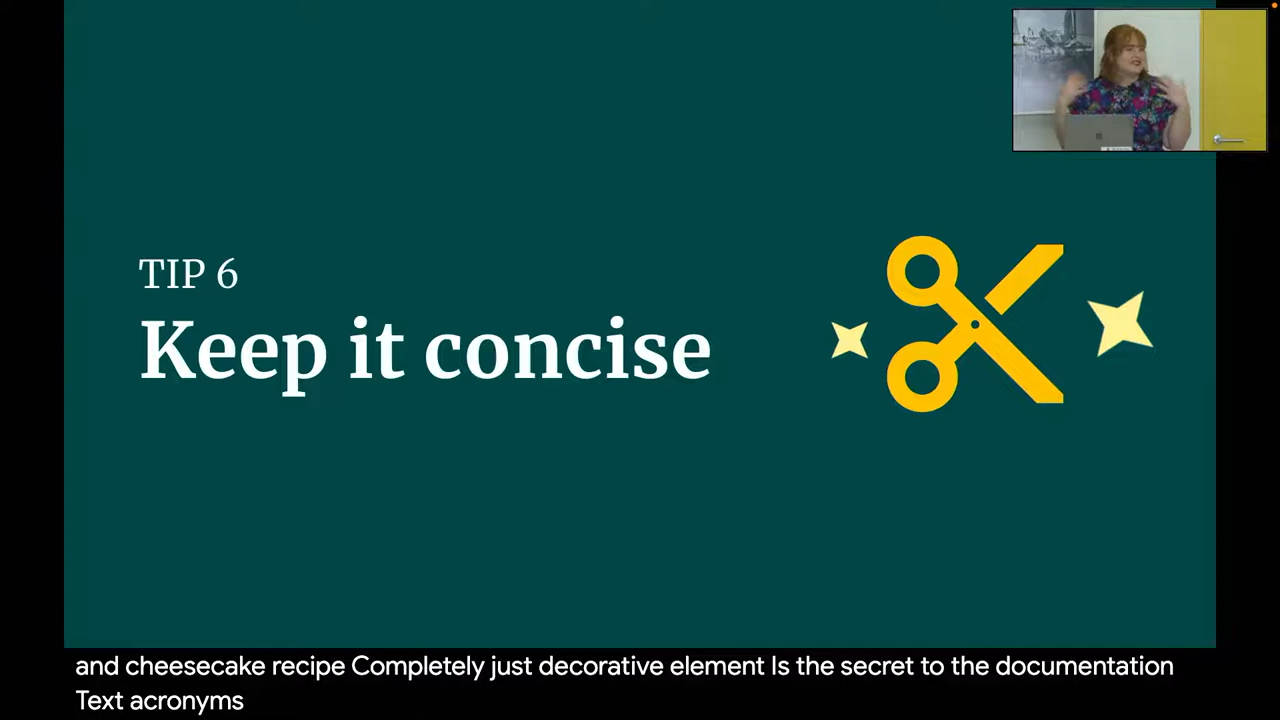 TIP 6
Keep it concise
and cheesecake recipe Completely just decorative element Is the secret to the documentation
Text acronyms